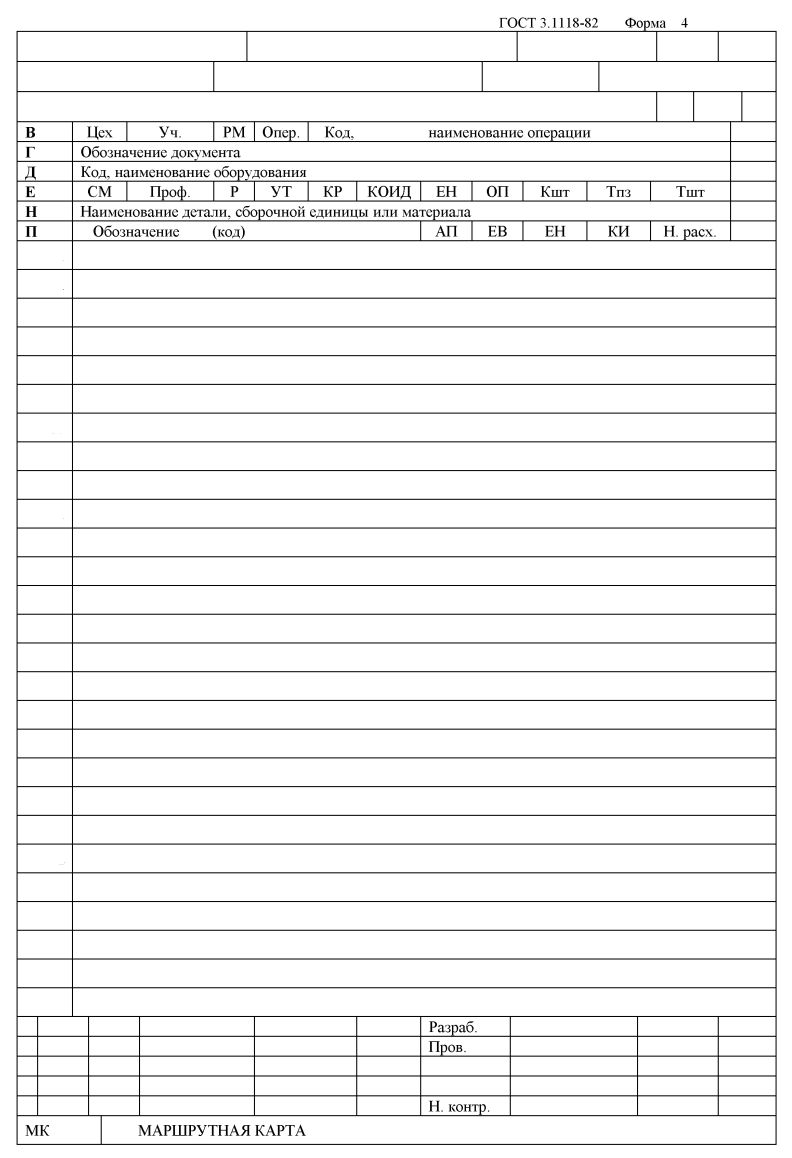 ГОСТ 3.1118-82 Форма 4
В Цех Уч. РМ Опер. Код, наименование операции
Г Обозначение документа
Д Код, наименование оборудования
Е СМ Проф. Р УТ КР КОИД ЕН ОП Кшт Тпз Тшт
Н Наименование детали, сборочной единицы или материала
П Обозначение (код) АП ЕВ ЕН КИ Н. расх.
Разраб.
Пров.
Н. контр.
МК МАРШРУТНАЯ КАРТА